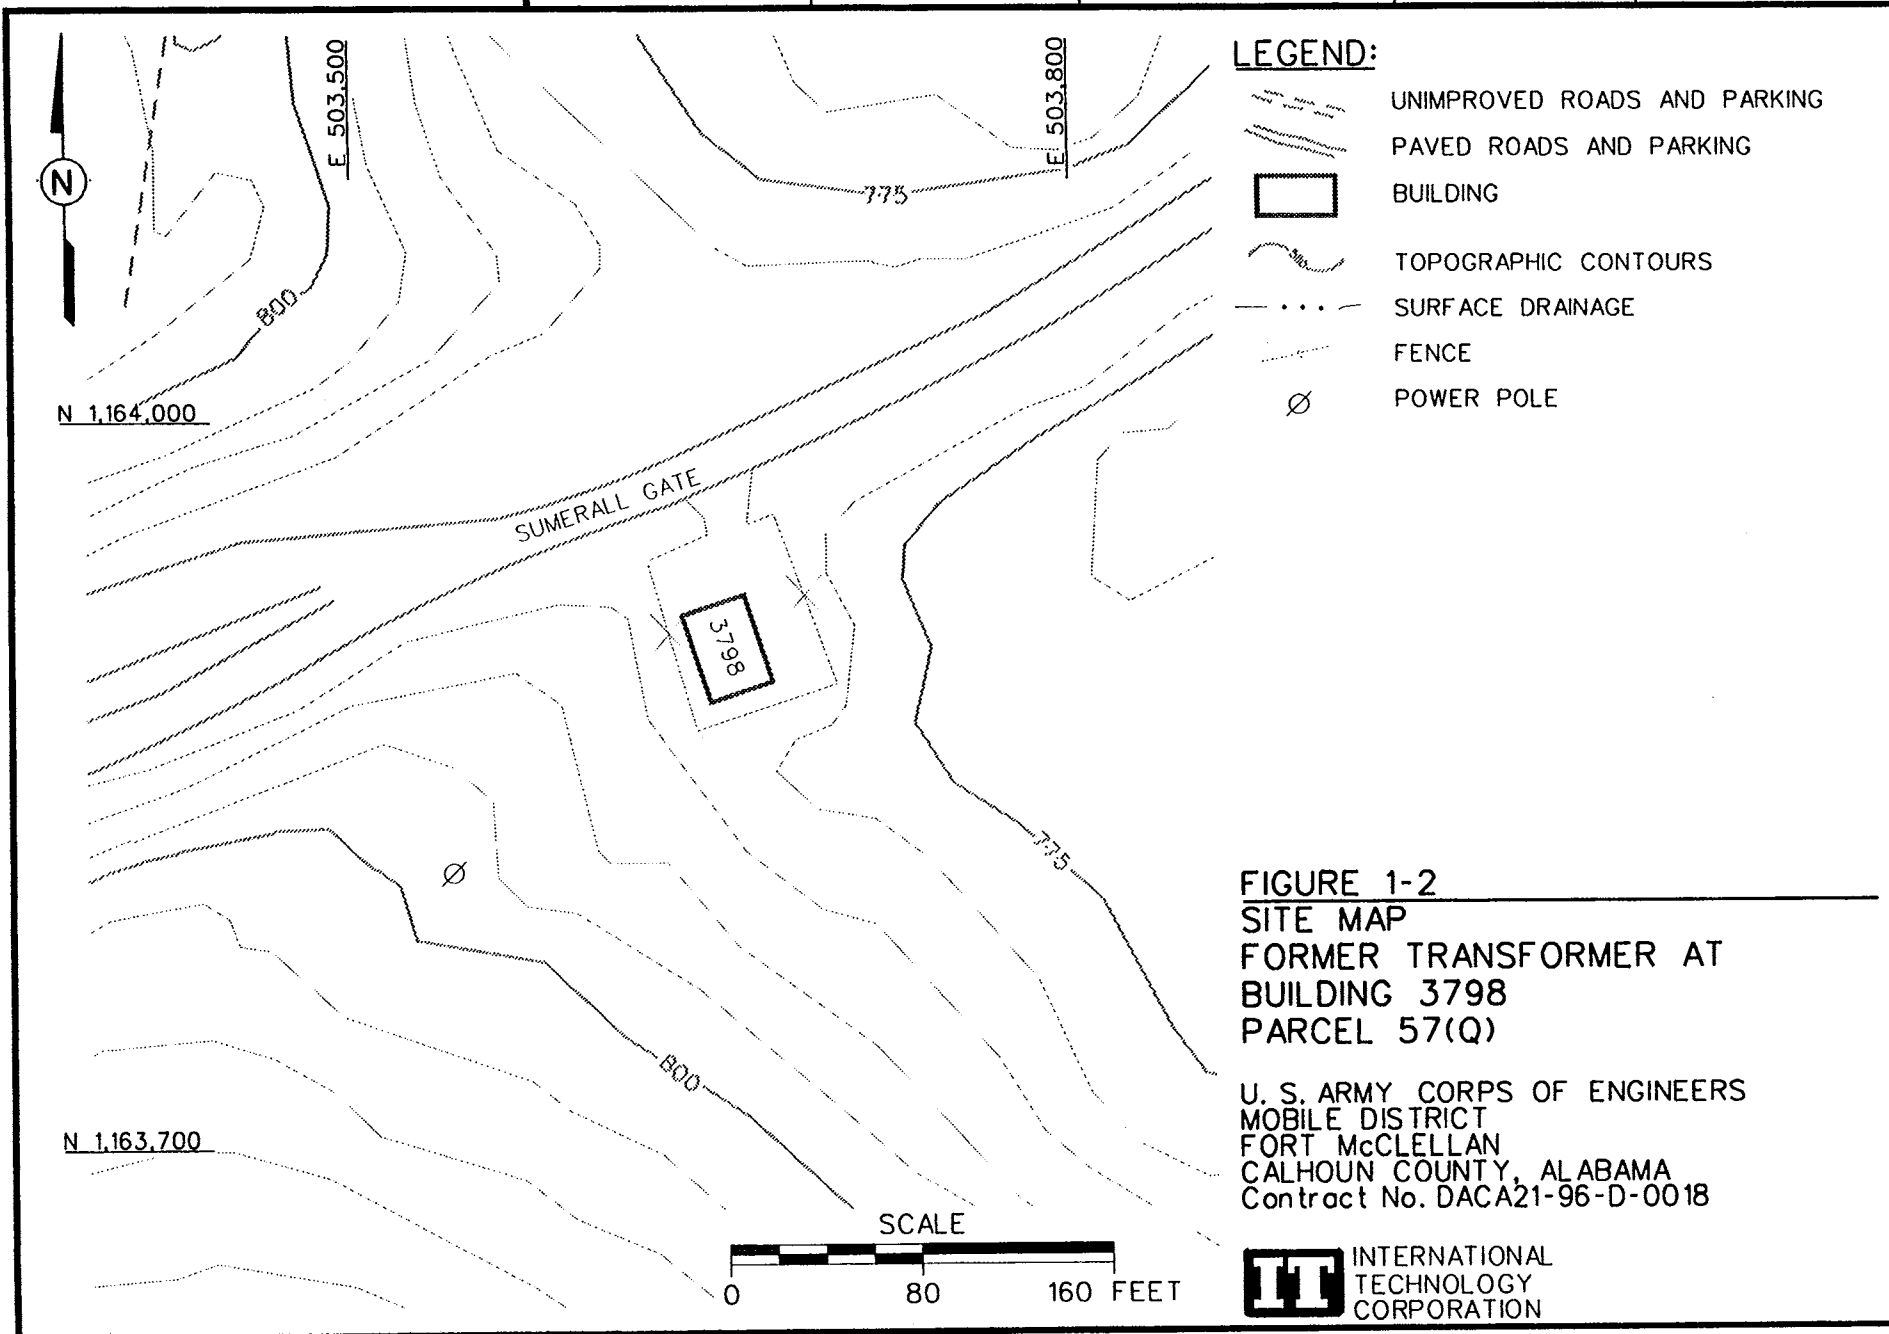 E 503,500
E 503,800
N
775
800
N 1,164,000
SUMERALL GATE
3798
775
800
N 1,163,700
SCALE
0 80 160 FEET
LEGEND:
UNIMPROVED ROADS AND PARKING
PAVED ROADS AND PARKING
BUILDING
TOPOGRAPHIC CONTOURS
SURFACE DRAINAGE
FENCE
POWER POLE
FIGURE 1-2
SITE MAP
FORMER TRANSFORMER AT
BUILDING 3798
PARCEL 57(Q)
U. S. ARMY CORPS OF ENGINEERS
MOBILE DISTRICT
FORT McCLELLAN
CALHOUN COUNTY, ALABAMA
Contract No. DACA21-96-D-0018
IT
INTERNATIONAL
TECHNOLOGY
CORPORATION